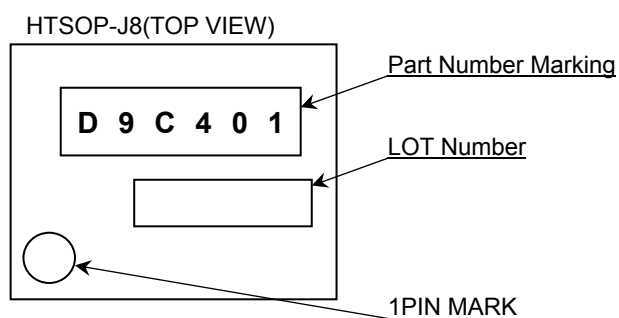 HTSOP-J8(TOP VIEW)
Part Number Marking
D 9 C 4 0 1
LOT Number
1PIN MARK